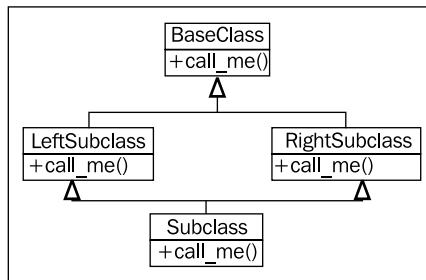 BaseClass
+call_me()
LeftSubclass
+call_me()
RightSubclass
+call_me()
Subclass
+call_me()